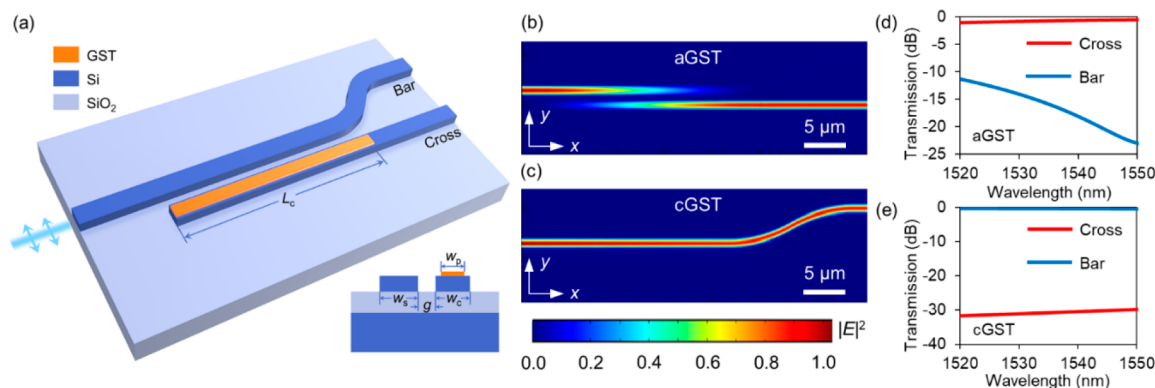 (a)
GST
Si
SiO₂
Bar
Cross
Lc
wp
ws
g
wc
(b)
aGST
y
x
5 μm
(c)
cGST
y
x
5 μm
|E|²
0.0 0.2 0.4 0.6 0.8 1.0
(d)
Transmission (dB)
0
-5
-10
-15
-20
-25
Cross
Bar
aGST
1520 1530 1540 1550
Wavelength (nm)
(e)
Transmission (dB)
0
-10
-20
-30
-40
Cross
Bar
cGST
1520 1530 1540 1550
Wavelength (nm)